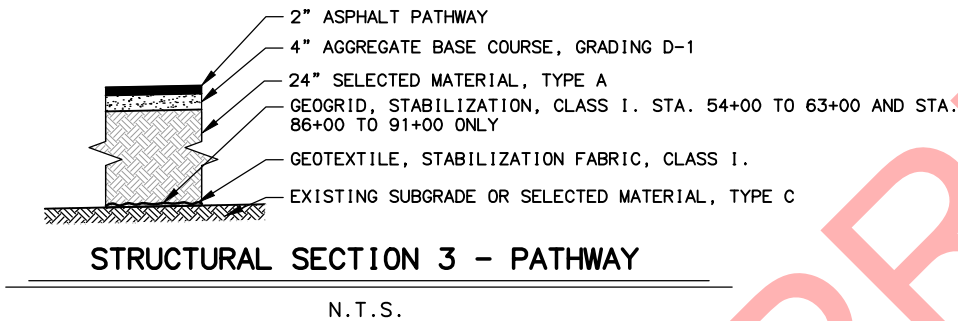 2” ASPHALT PATHWAY
4” AGGREGATE BASE COURSE, GRADING D-1
24” SELECTED MATERIAL, TYPE A
GEOGRID, STABILIZATION, CLASS I. STA. 54+00 TO 63+00 AND STA.
86+00 TO 91+00 ONLY
GEOTEXTILE, STABILIZATION FABRIC, CLASS I.
EXISTING SUBGRADE OR SELECTED MATERIAL, TYPE C
STRUCTURAL SECTION 3 - PATHWAY
N.T.S.